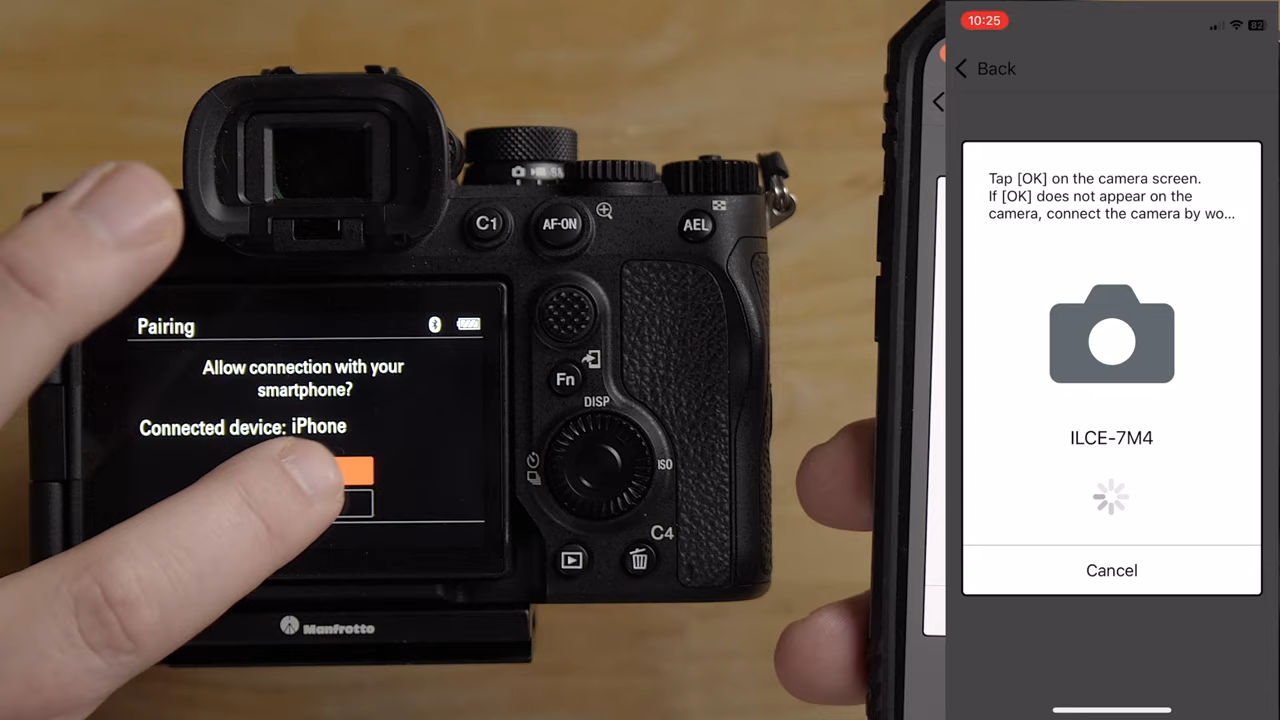 C1
AF-ON
AEL
Pairing
Allow connection with your
smartphone?
Connected device: iPhone
Fn
DISP
ISO
C4
Manfrotto
10:25
82
Back
Tap [OK] on the camera screen.
If [OK] does not appear on the
camera, connect the camera by wo...
ILCE-7M4
Cancel